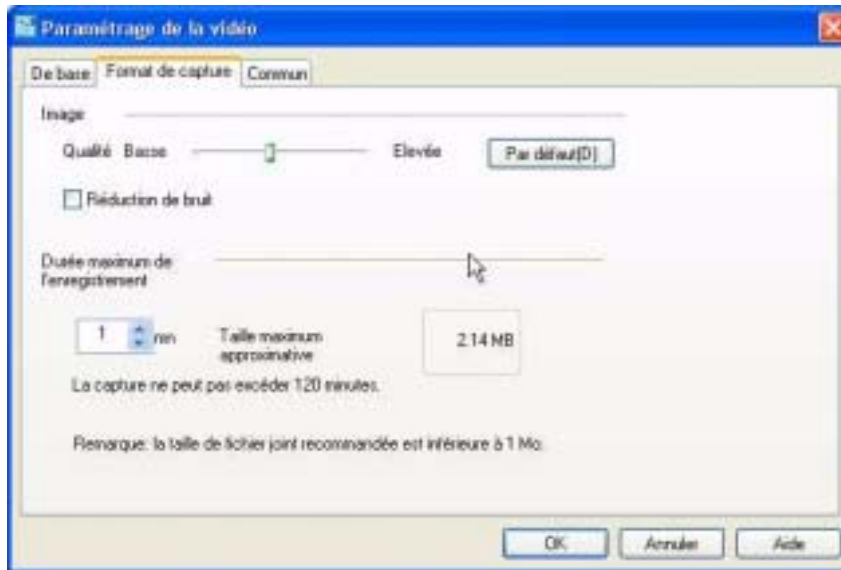 Paramétrage de la vidéo
De base Format de capture Commun
Image
Qualité Basse Elevée Par défaut(D)
Réduction de bruit
Durée maximum de
l'enregistrement
1 min Taille maximum 2.14 MB
approximative
La capture ne peut pas excéder 120 minutes.
Remarque: la taille de fichier joint recommandée est inférieure à 1 Mo.
OK Annuler Aide